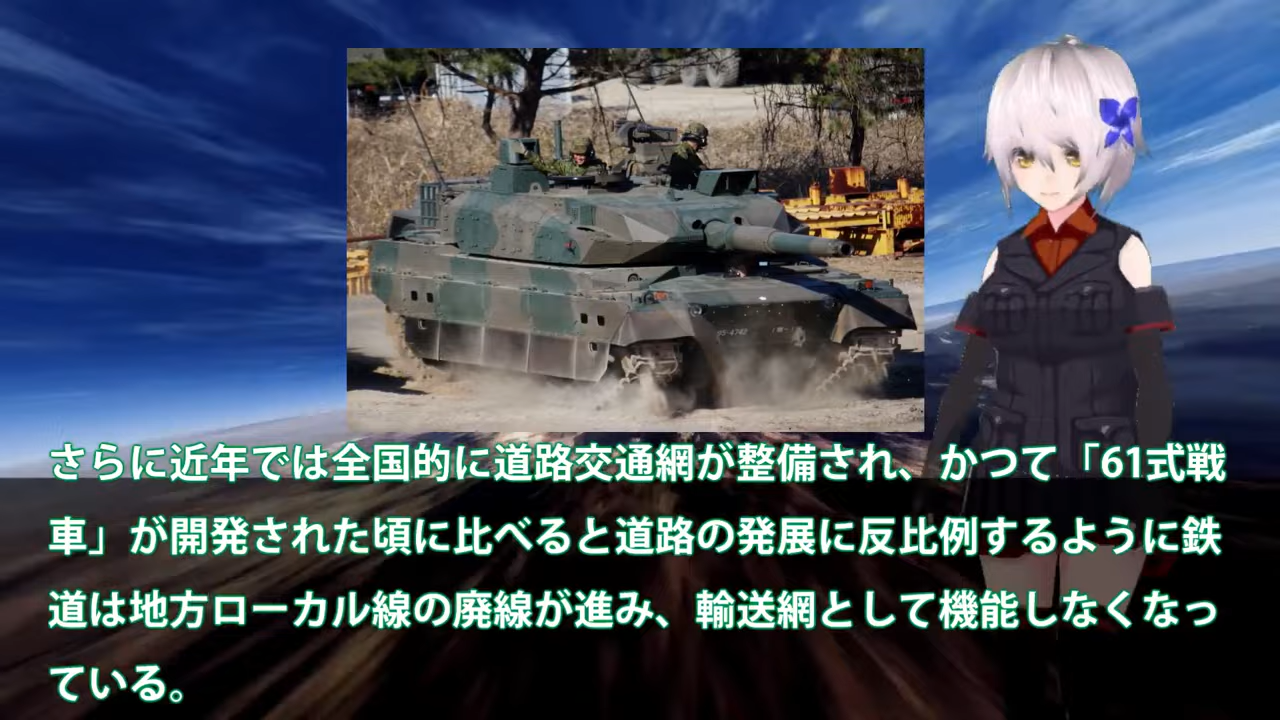 さらに近年では全国的に道路交通網が整備され、かつて「61式戦
車」が開発された頃に比べると道路の発展に反比例するように鉄
道は地方ローカル線の廃線が進み、輸送網として機能しなくなっ
ている。